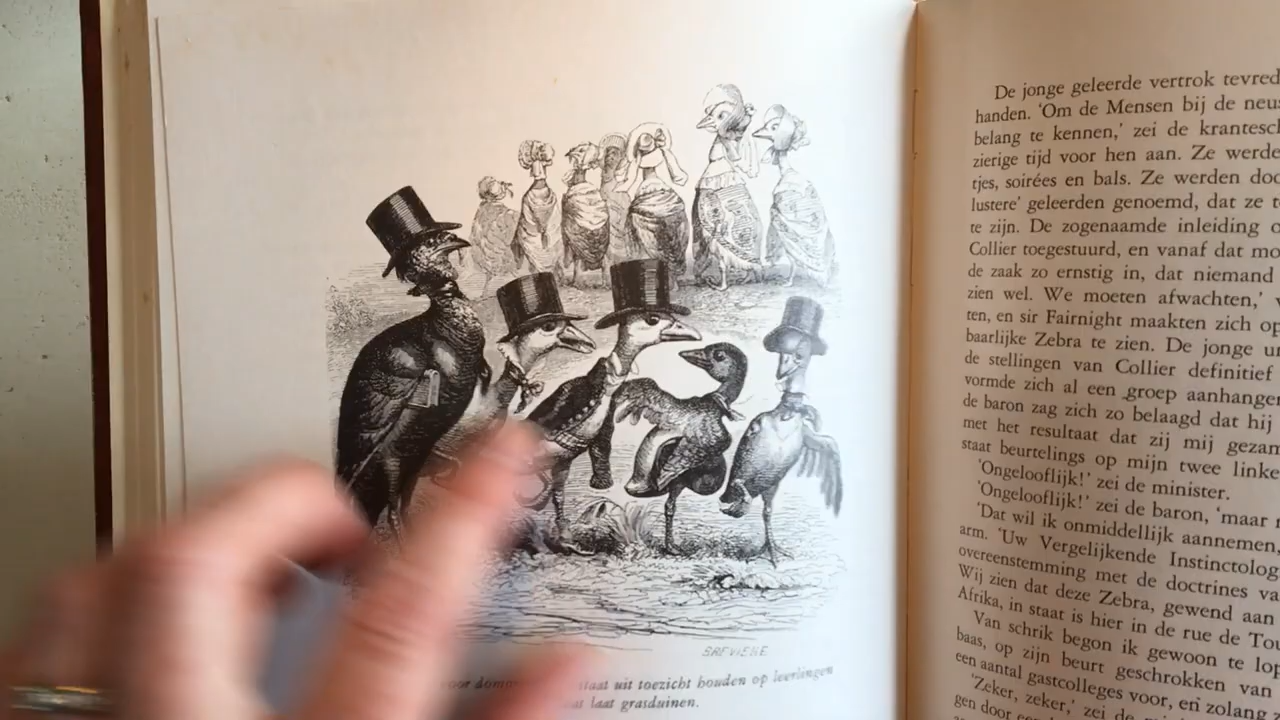 BREVIERE
voor staat uit toezicht houden op leerlingen
laat grasduinen.
De jonge geleerde vertrok tevred
handen. 'Om de Mensen bij de neus
belang te kennen,' zei de krantesch
zierige tijd voor hen aan. Ze werde
tjes, soirées en bals. Ze werden doo
lustere' geleerden genoemd, dat ze t
te zijn. De zogenaamde inleiding o
Collier toegestuurd, en vanaf dat mo
de zaak zo ernstig in, dat niemand
zien wel. We moeten afwachten,'
ten, en sir Fairnight maakten zich op
baarlijke Zebra te zien. De jonge ur
de stellingen van Collier definitief
vormde zich al een groep aanhanger
de baron zag zich zo belaagd dat hij
met het resultaat dat zij mij gezan
staat beurtelings op mijn twee linke
'Ongelooflijk!' zei de minister.
'Ongelooflijk!' zei de baron, 'maar
'Dat wil ik onmiddellijk aannemen,
arm. 'Uw Vergelijkende Instinctolog
overeenstemming met de doctrines va
Wij zien dat deze Zebra, gewend aan
Afrika, in staat is hier in de rue de Tou
Van schrik begon ik gewoon te lop
baas, op zijn beurt geschrokken van
een aantal gastcolleges voor, en zolang
'Zeker, zeker,' zei de
gen door een